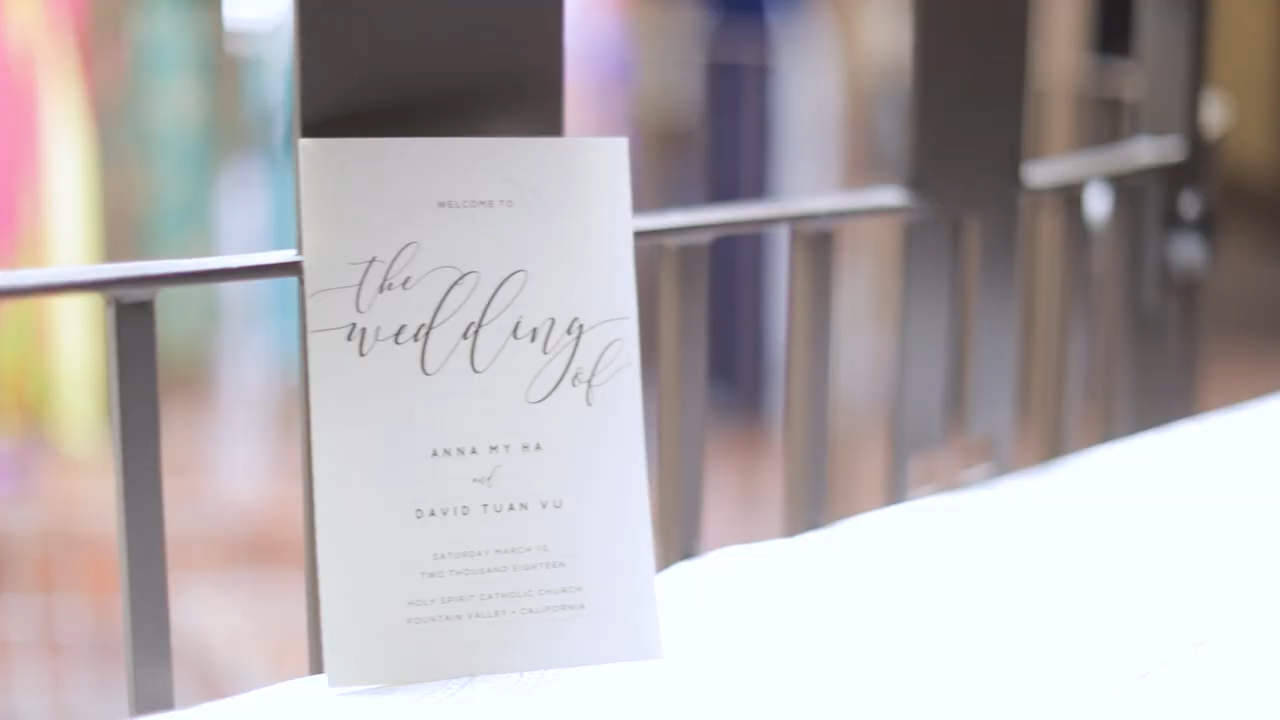 WELCOME TO
the
wedding
of
ANNA MY HA
and
DAVID TUAN VU
SATURDAY MARCH 10
TWO THOUSAND EIGHTEEN
HOLY SPIRIT CATHOLIC CHURCH
FOUNTAIN VALLEY • CALIFORNIA